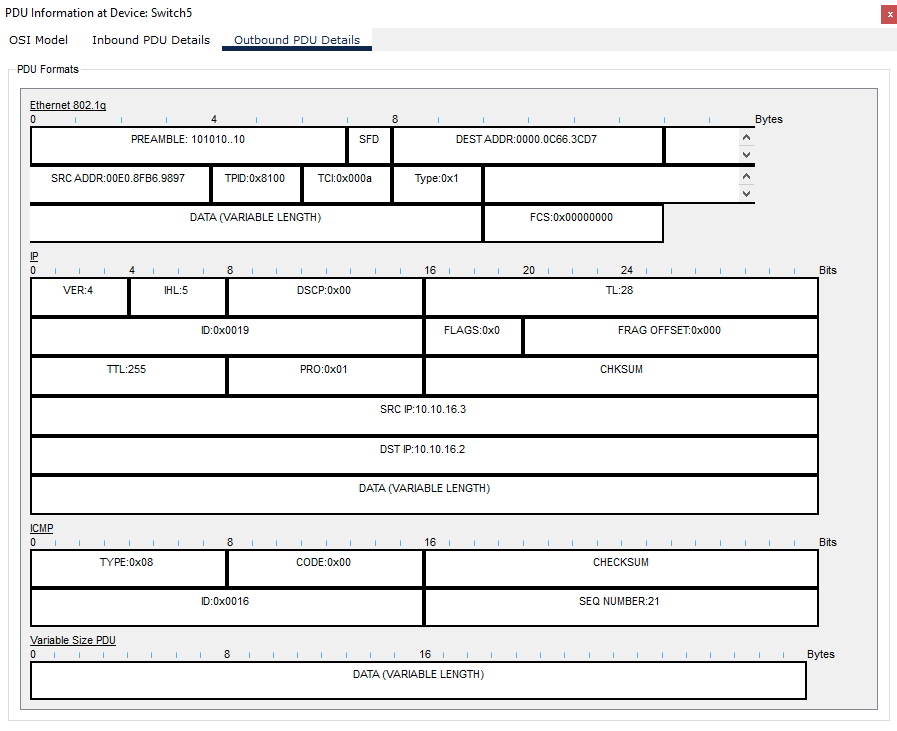 PDU Information at Device: Switch5
x
OSI Model Inbound PDU Details Outbound PDU Details
PDU Formats
Ethernet 802.1q
0 4 8 Bytes
PREAMBLE: 101010..10 SFD DEST ADDR:0000.0C66.3CD7
SRC ADDR:00E0.8FB6.9897 TPID:0x8100 TCI:0x000a Type:0x1
DATA (VARIABLE LENGTH) FCS:0x00000000
IP
0 4 8 16 20 24 Bits
VER:4 IHL:5 DSCP:0x00 TL:28
ID:0x0019 FLAGS:0x0 FRAG OFFSET:0x000
TTL:255 PRO:0x01 CHKSUM
SRC IP:10.10.16.3
DST IP:10.10.16.2
DATA (VARIABLE LENGTH)
ICMP
0 8 16 Bits
TYPE:0x08 CODE:0x00 CHECKSUM
ID:0x0016 SEQ NUMBER:21
Variable Size PDU
0 8 16 Bytes
DATA (VARIABLE LENGTH)